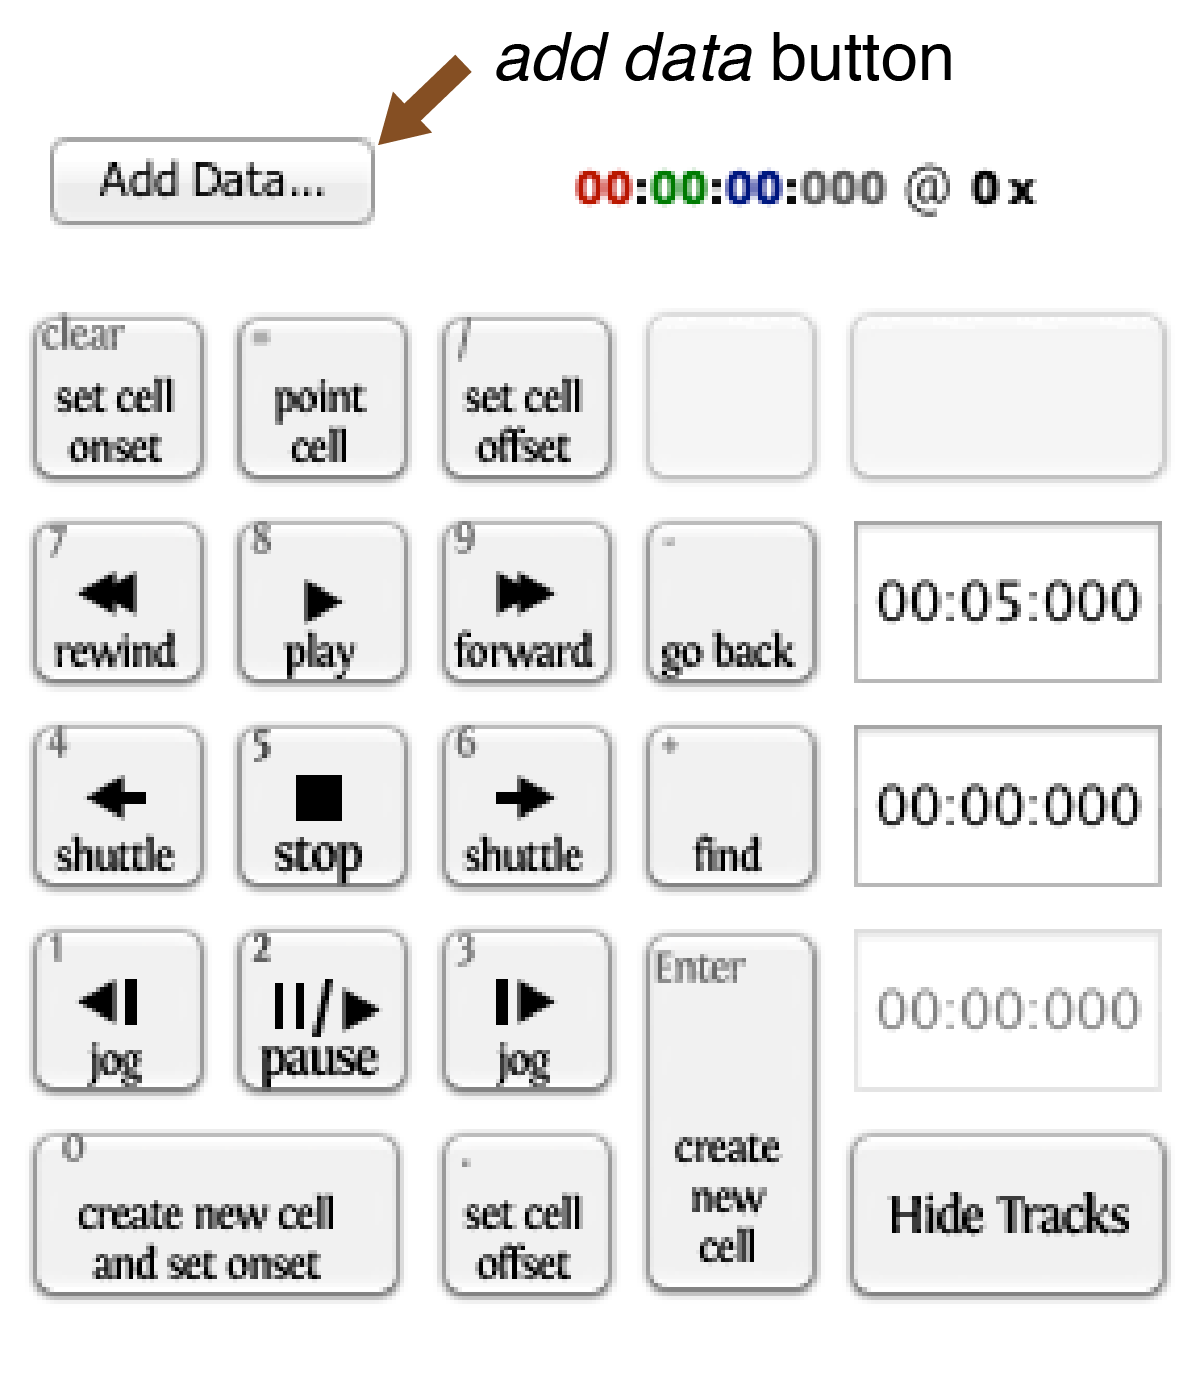 add data button
Add Data...
00:00:00:000 @ 0x
clear
set cell
onset
=
point
cell
/
set cell
offset
7
rewind
8
play
9
forward
-
go back
00:05:000
4
shuttle
5
stop
6
shuttle
+
find
00:00:000
1
jog
2
pause
3
jog
Enter
create
new
cell
00:00:000
0
create new cell
and set onset
.
set cell
offset
Hide Tracks